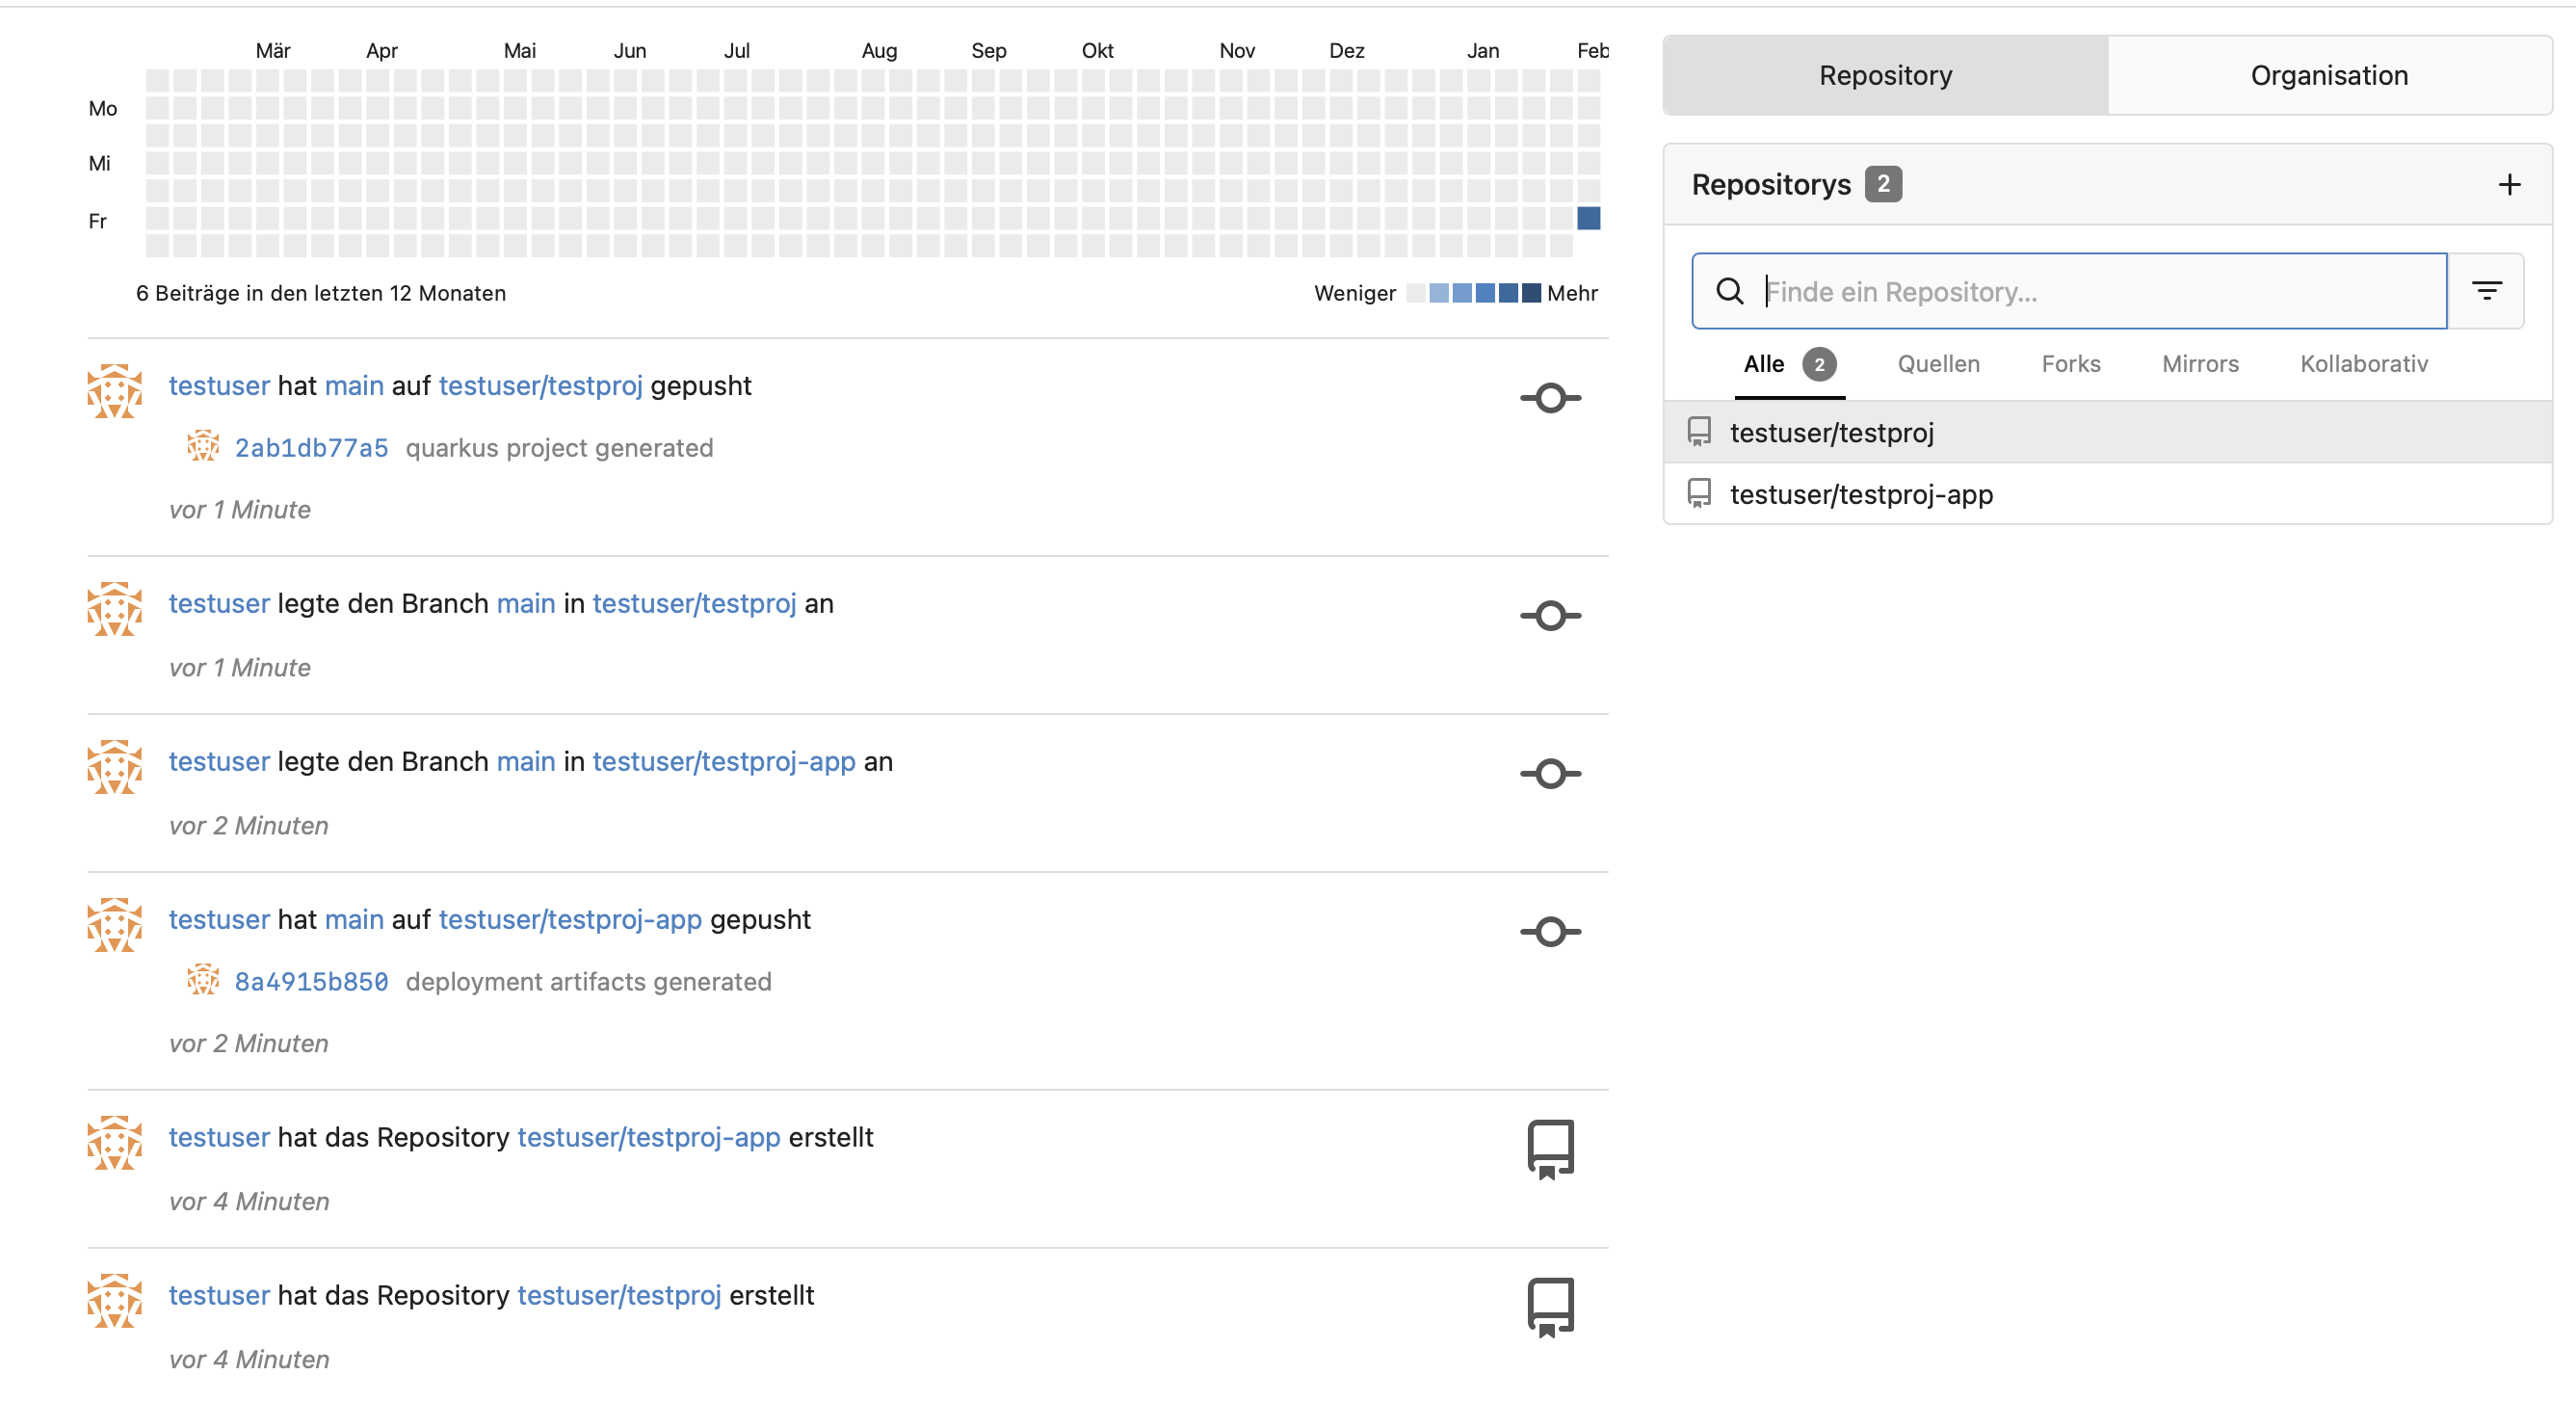 Mär Apr Mai Jun Jul Aug Sep Okt Nov Dez Jan Feb
Mo
Mi
Fr
6 Beiträge in den letzten 12 Monaten
Weniger Mehr
testuser hat main auf testuser/testproj gepusht
2ab1db77a5 quarkus project generated
vor 1 Minute
testuser legte den Branch main in testuser/testproj an
vor 1 Minute
testuser legte den Branch main in testuser/testproj-app an
vor 2 Minuten
testuser hat main auf testuser/testproj-app gepusht
8a4915b850 deployment artifacts generated
vor 2 Minuten
testuser hat das Repository testuser/testproj-app erstellt
vor 4 Minuten
testuser hat das Repository testuser/testproj erstellt
vor 4 Minuten
Repository Organisation
Repositorys 2
Finde ein Repository...
Alle 2 Quellen Forks Mirrors Kollaborativ
testuser/testproj
testuser/testproj-app